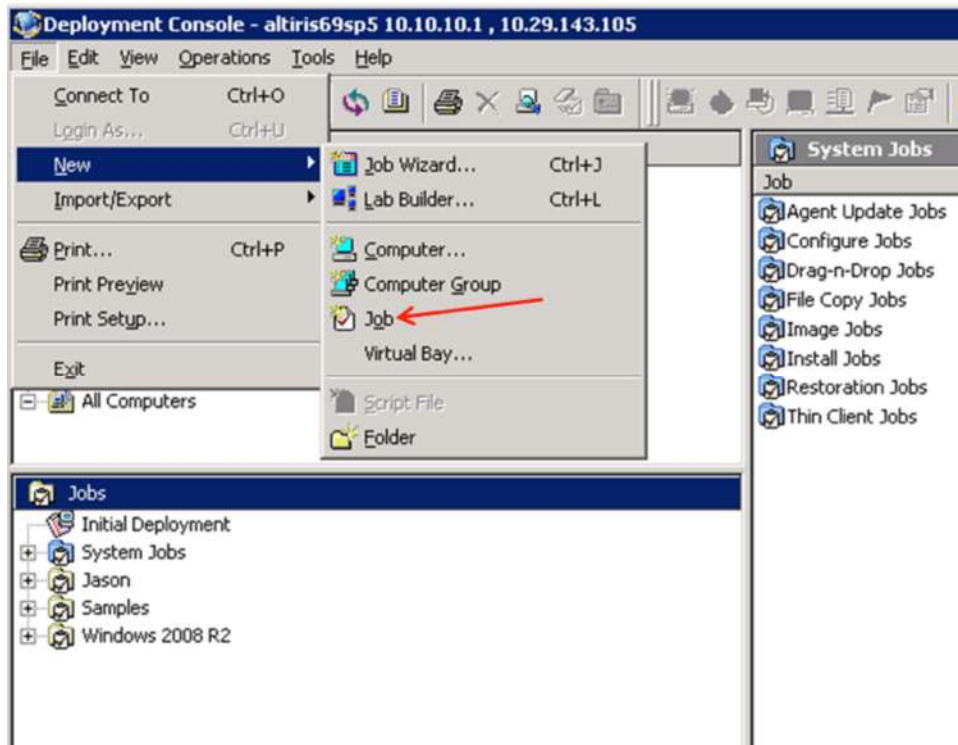 Deployment Console - altiris69sp5 10.10.10.1 , 10.29.143.105
File Edit View Operations Tools Help
Connect To Ctrl+O
Login As... Ctrl+U
New
Import/Export
Print... Ctrl+P
Print Preview
Print Setup...
Exit
Job Wizard... Ctrl+J
Lab Builder... Ctrl+L
Computer...
Computer Group
Job
Virtual Bay...
Script File
Folder
All Computers
System Jobs
Job
Agent Update Jobs
Configure Jobs
Drag-n-Drop Jobs
File Copy Jobs
Image Jobs
Install Jobs
Restoration Jobs
Thin Client Jobs
Jobs
Initial Deployment
System Jobs
Jason
Samples
Windows 2008 R2